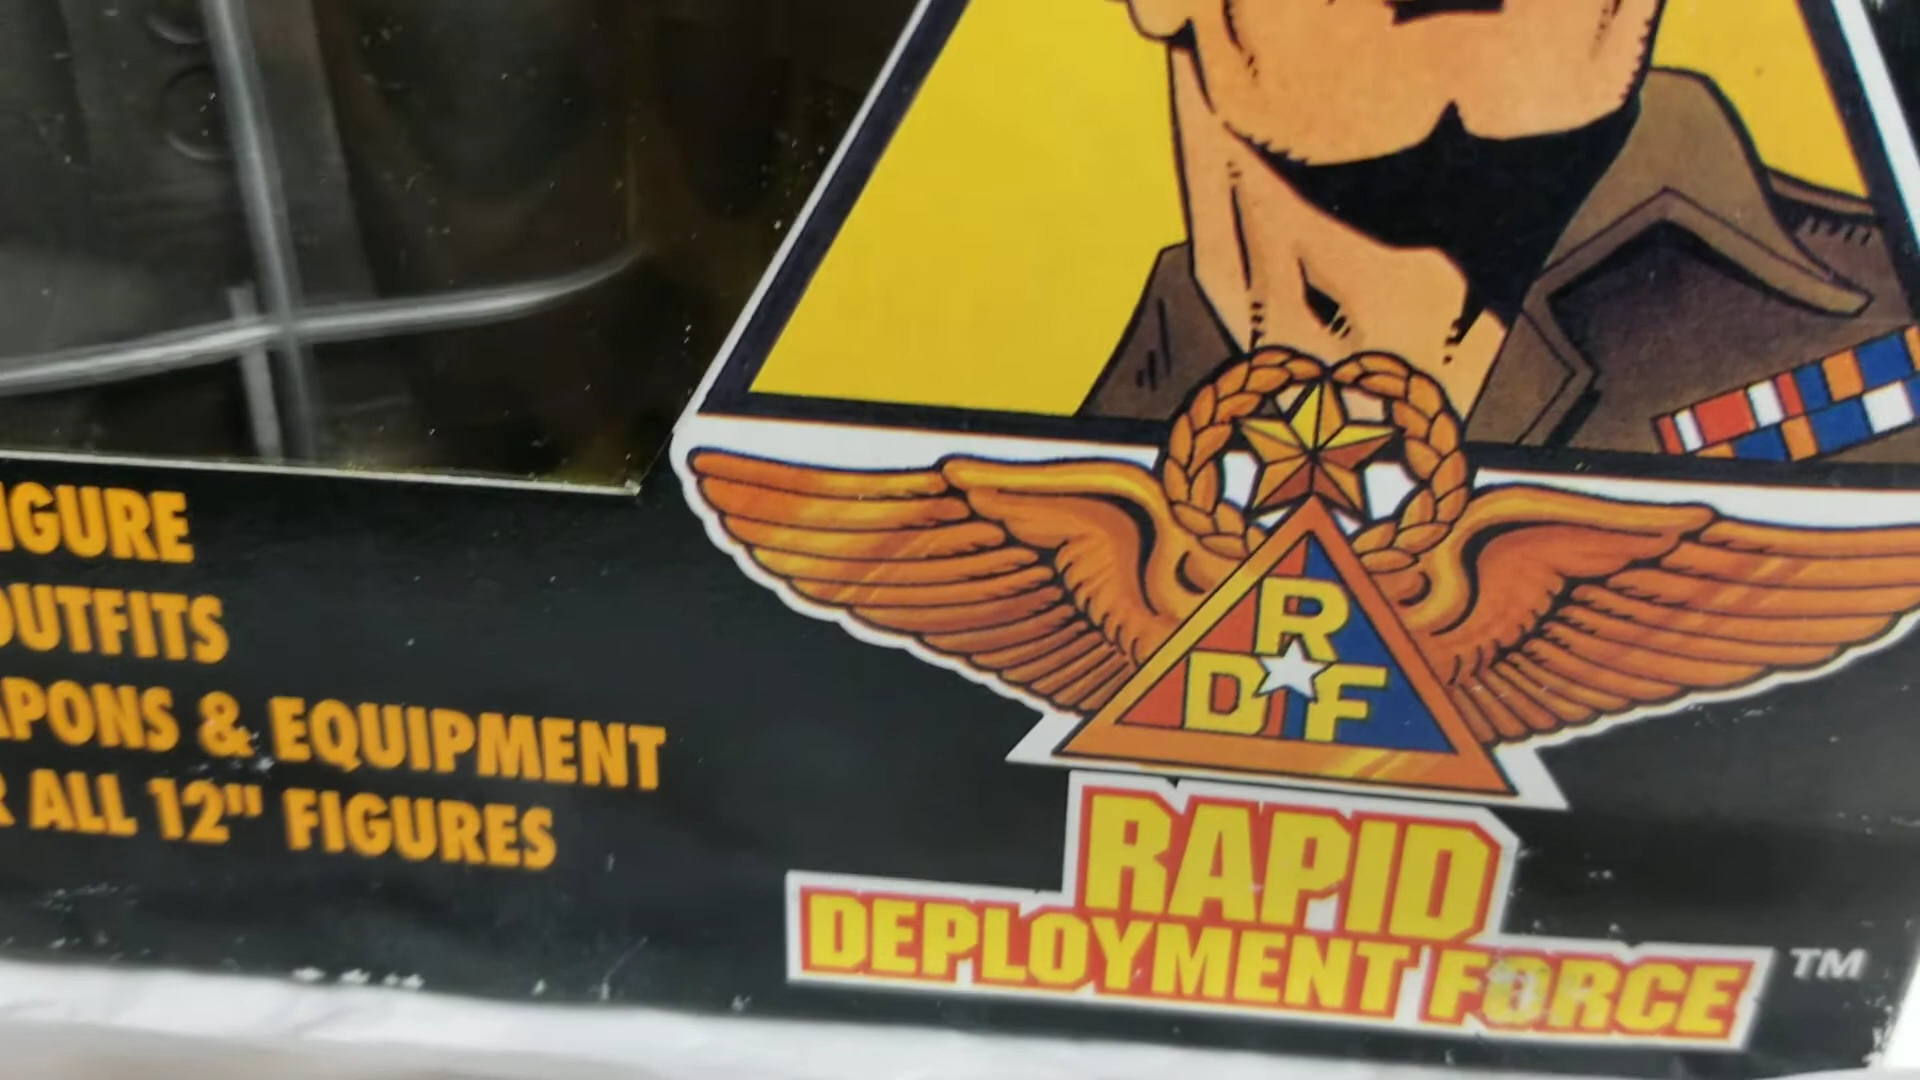 IGURE
OUTFITS
APONS & EQUIPMENT
R ALL 12" FIGURES
R
D F
RAPID
DEPLOYMENT FORCE TM